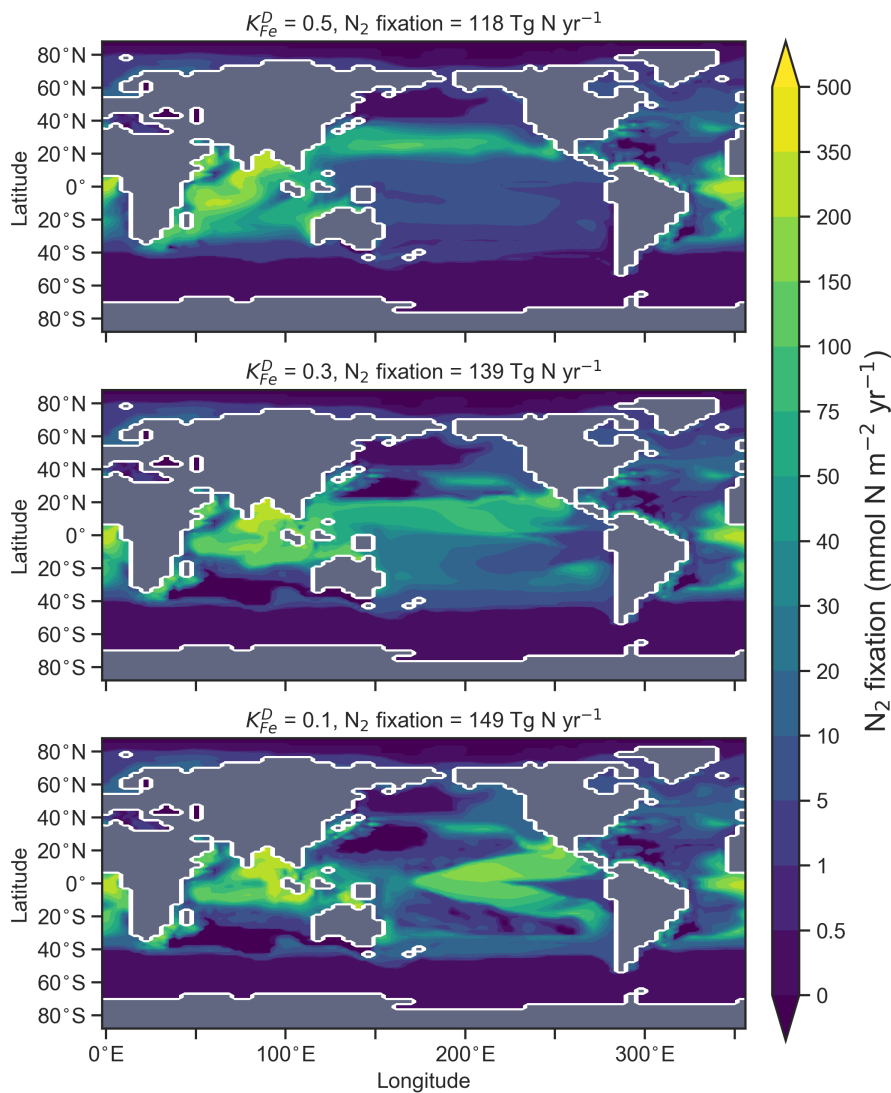 K^D_Fe = 0.5, N₂ fixation = 118 Tg N yr⁻¹
80°N
60°N
40°N
20°N
0°
20°S
40°S
60°S
80°S
Latitude
K^D_Fe = 0.3, N₂ fixation = 139 Tg N yr⁻¹
80°N
60°N
40°N
20°N
0°
20°S
40°S
60°S
80°S
Latitude
K^D_Fe = 0.1, N₂ fixation = 149 Tg N yr⁻¹
80°N
60°N
40°N
20°N
0°
20°S
40°S
60°S
80°S
Latitude
0°E 100°E 200°E 300°E
Longitude
500
350
200
150
100
75
50
40
30
20
10
5
1
0.5
0
N₂ fixation (mmol N m⁻² yr⁻¹)